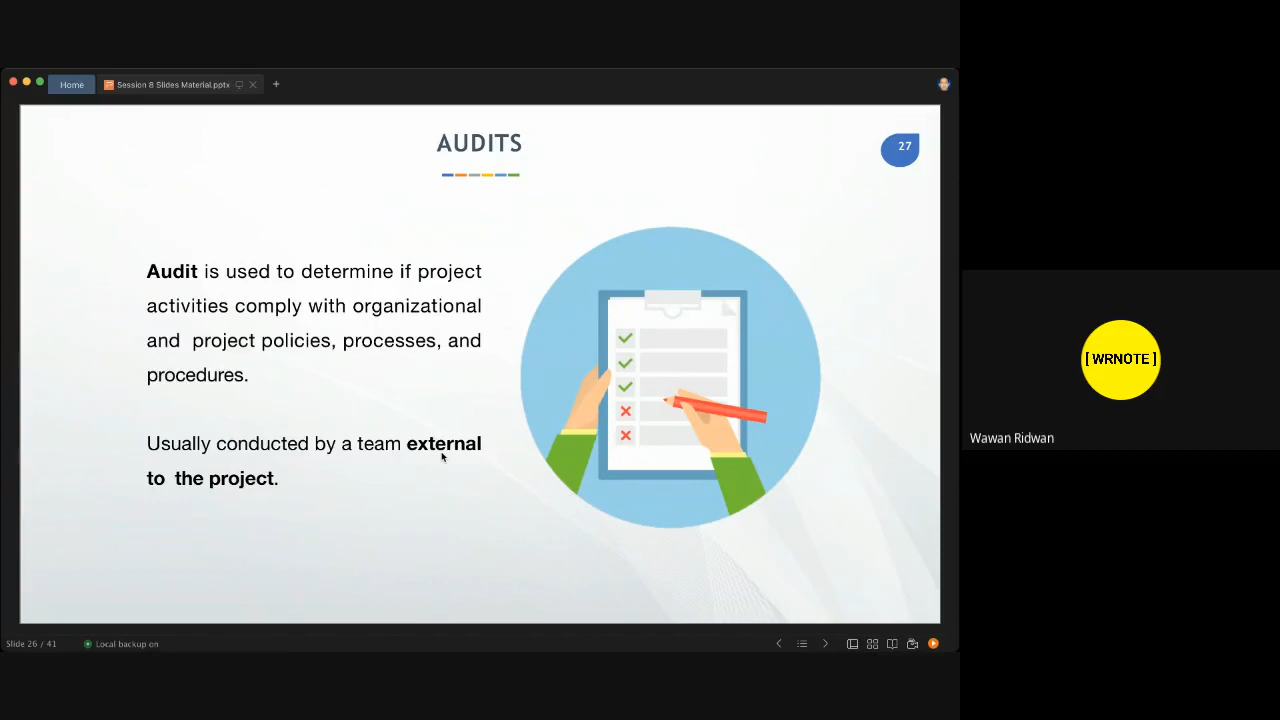 Home
Session 8 Slides Material.pptx
AUDITS
27
Audit is used to determine if project
activities comply with organizational
and project policies, processes, and
procedures.
Usually conducted by a team external
to the project.
[ WRNOTE ]
Wawan Ridwan
Slide 26 / 41
Local backup on